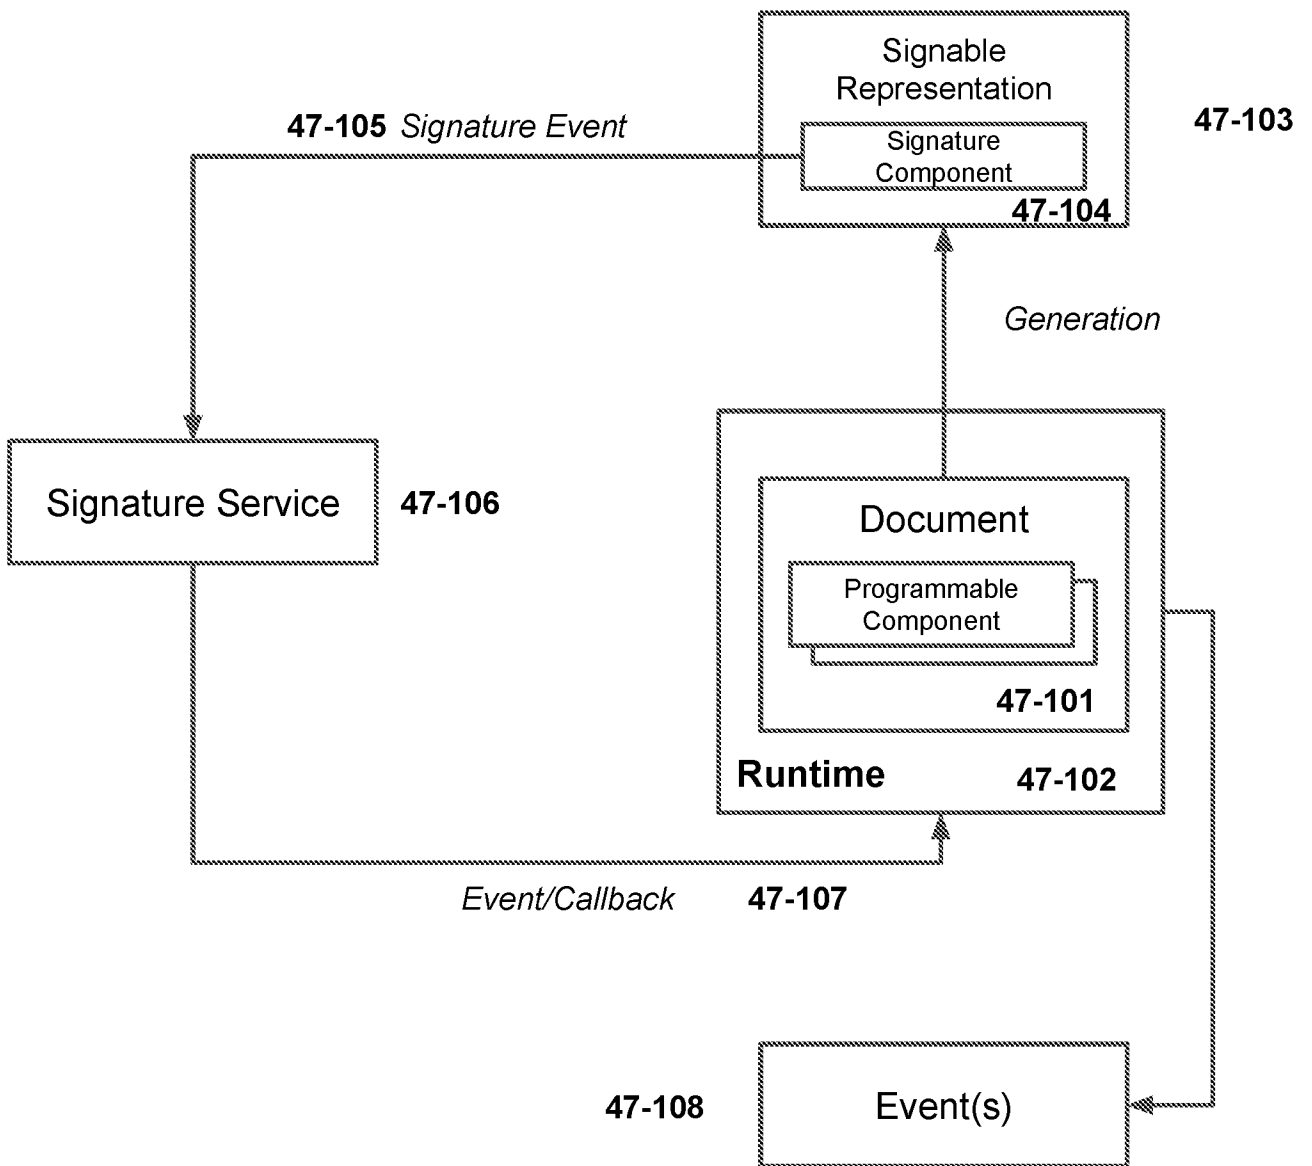 Signable
Representation
47-103
47-105 Signature Event
Signature
Component
47-104
Generation
Signature Service
47-106
Document
Programmable
Component
47-101
Runtime
47-102
Event/Callback
47-107
47-108
Event(s)